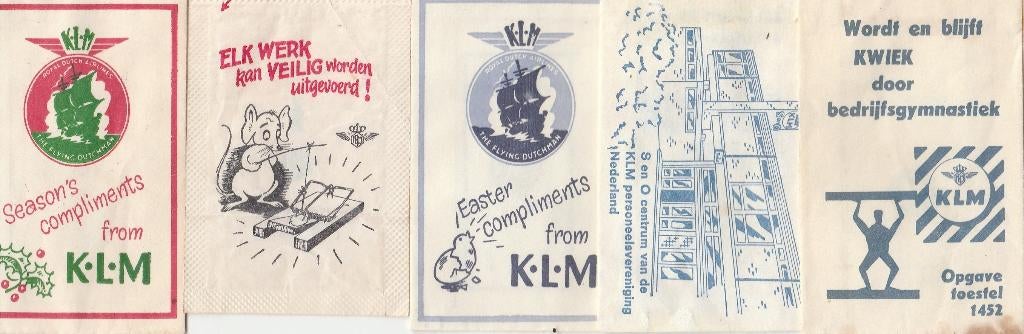 K·L·M
ROYAL DUTCH AIRLINES
THE FLYING DUTCHMAN
Season's
compliments
from
K·L·M
ELK WERK
kan VEILIG worden
uitgevoerd!
K·L·M
ROYAL DUTCH AIRLINES
THE FLYING DUTCHMAN
Easter
compliments
from
K·L·M
S en O centrum van de
KLM personeelsvereniging
Nederland
Wordt en blijft
KWIEK
door
bedrijfsgymnastiek
KLM
Opgave
toestel
1452